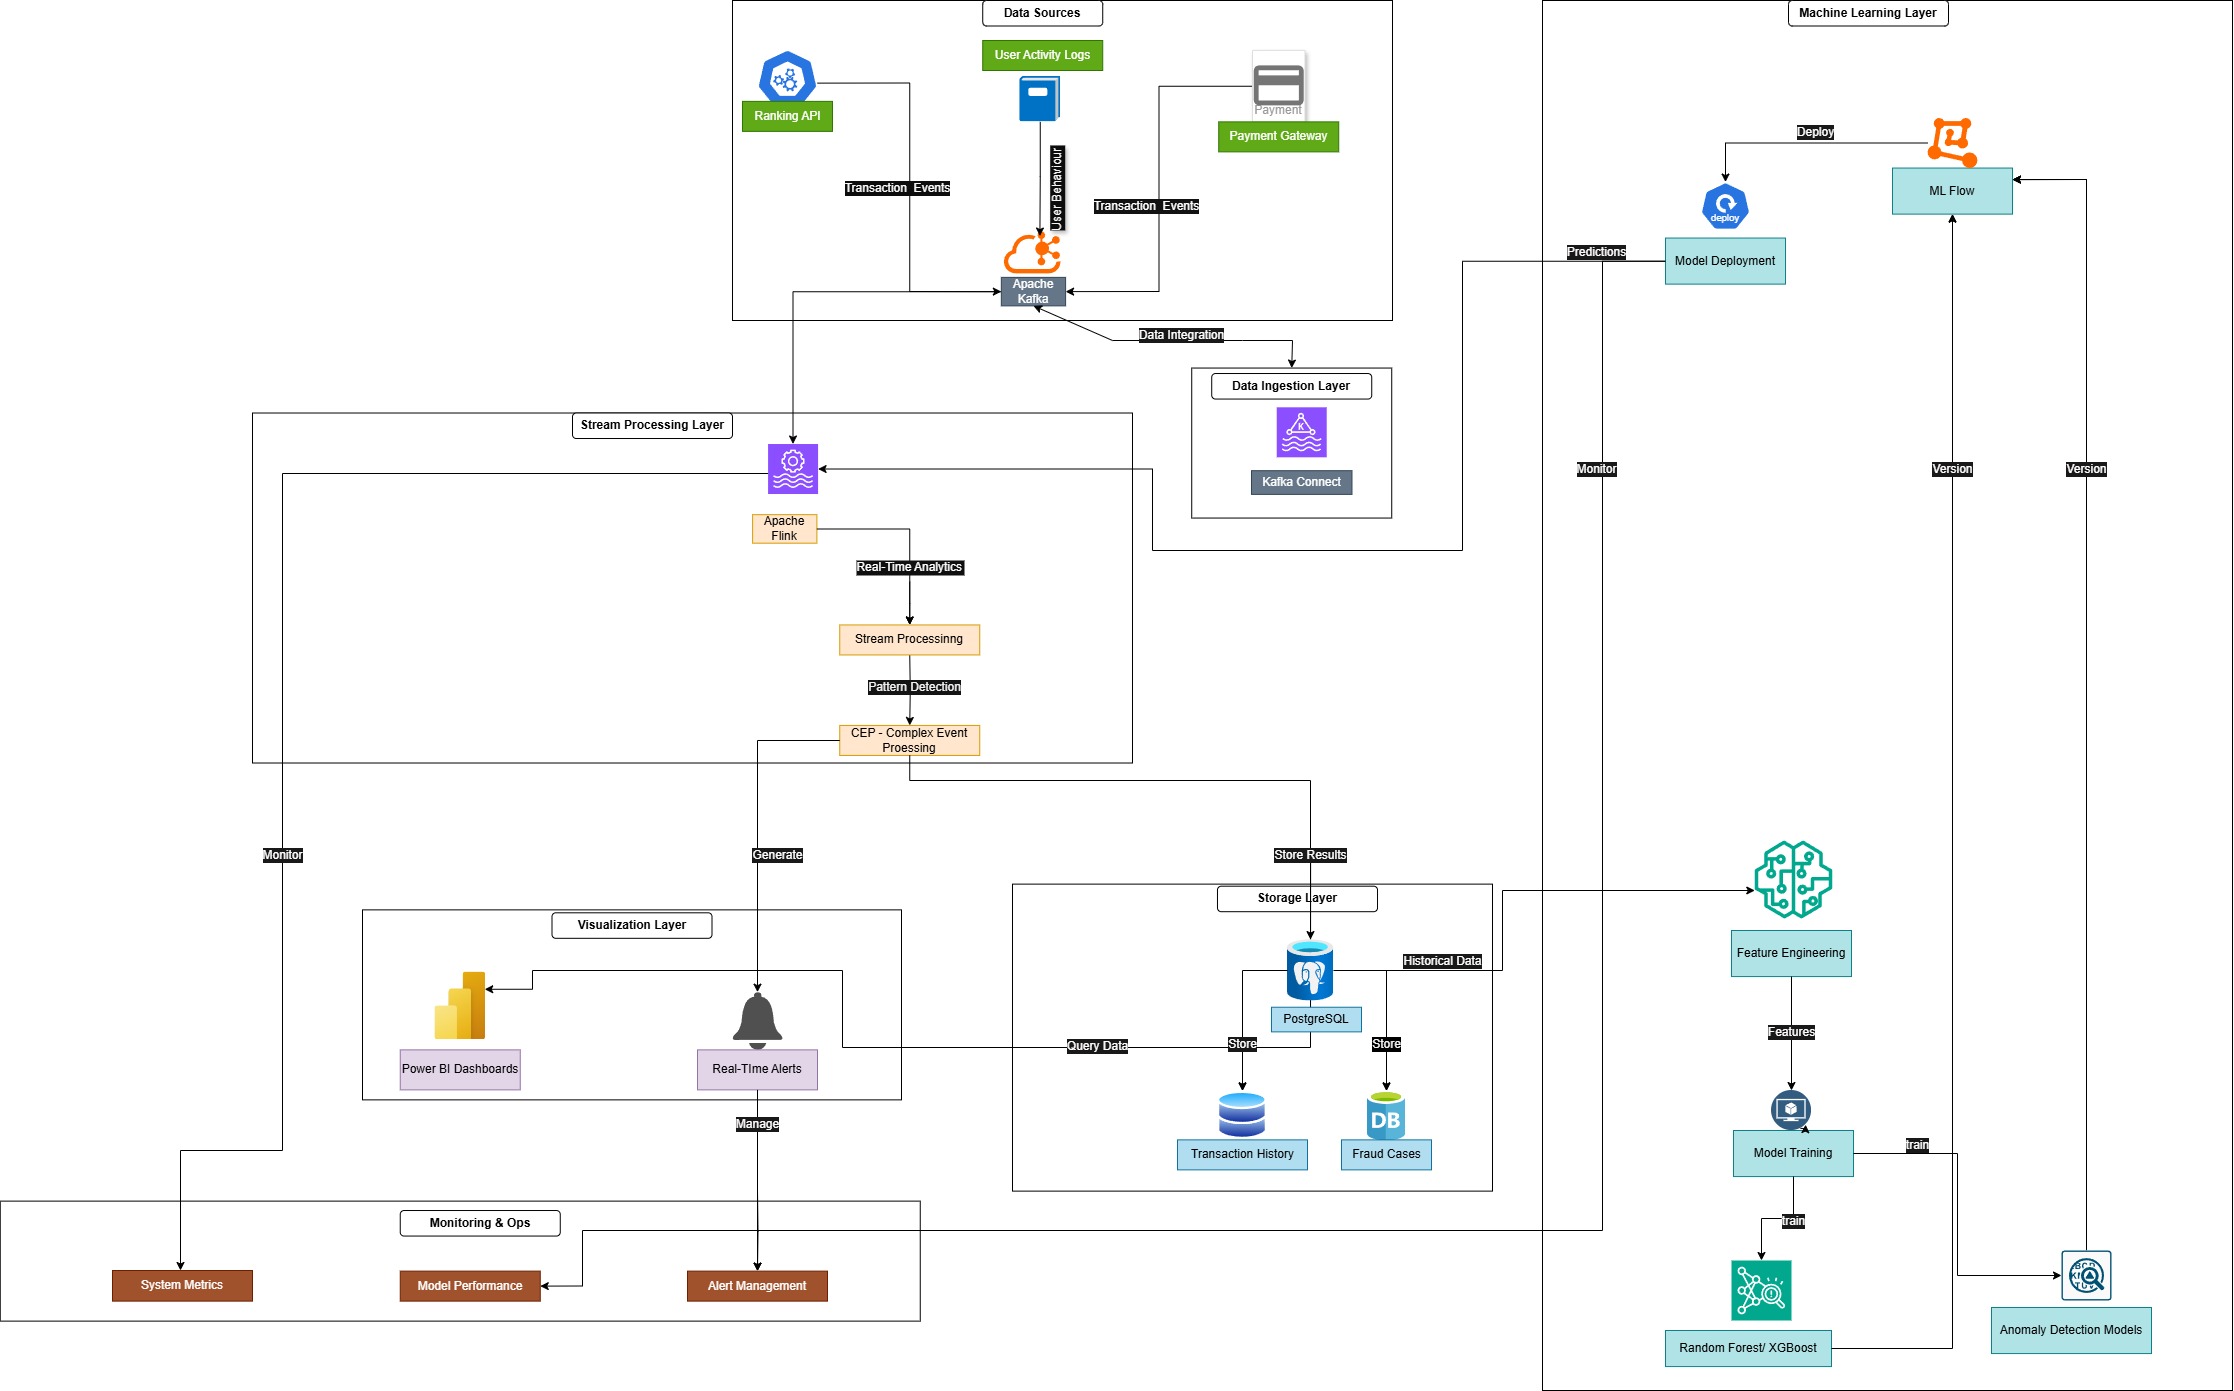 Data Sources
Machine Learning Layer
User Activity Logs
Ranking API
Payment
Payment Gateway
Deploy
Transaction Events
User Behaviour
Transaction Events
ML Flow
deploy
Predictions
Model Deployment
Apache
Kafka
Data Integration
Data Ingestion Layer
K
Kafka Connect
Stream Processing Layer
Monitor
Version
Version
Apache
Flink
Real-Time Analytics
Stream Processinng
Pattern Detection
CEP - Complex Event
Proessing
Monitor
Generate
Store Results
Storage Layer
Visualization Layer
Historical Data
Feature Engineering
PostgreSQL
Query Data
Store
Store
Features
Power BI Dashboards
Real-TIme Alerts
Manage
DB
Transaction History
Fraud Cases
Model Training
train
train
Monitoring & Ops
System Metrics
Model Performance
Alert Management
Random Forest/ XGBoost
Anomaly Detection Models